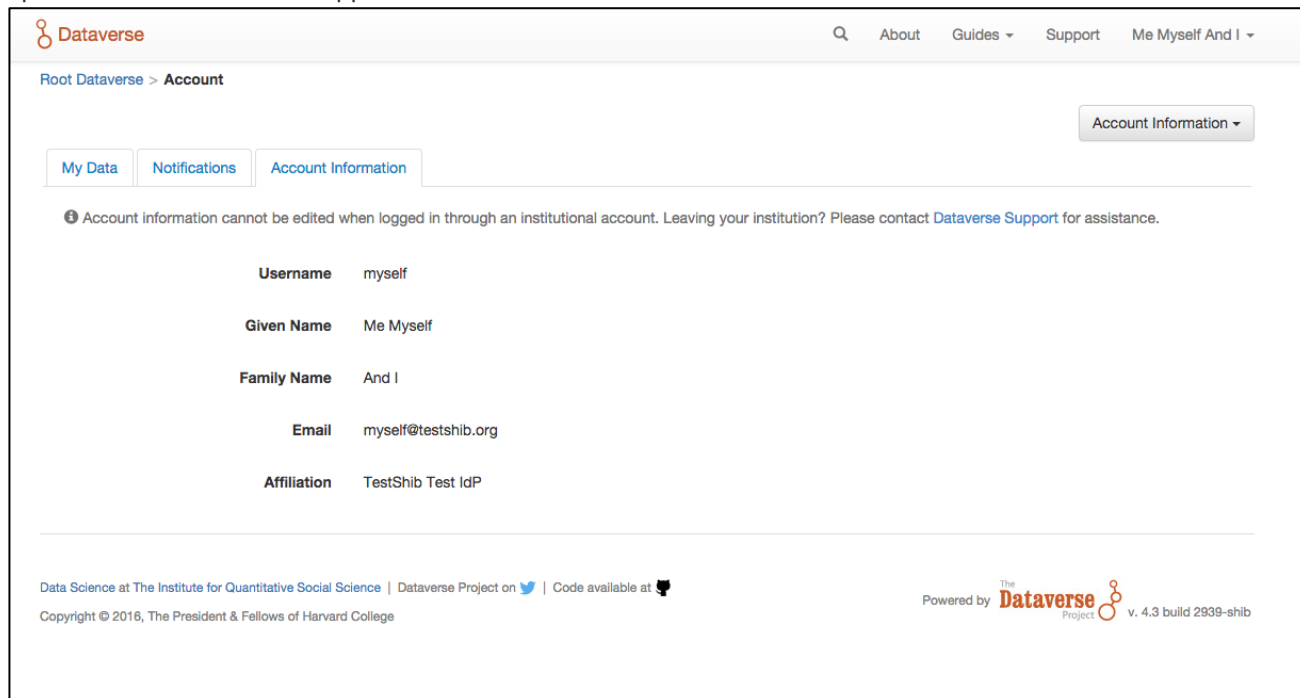 Dataverse About Guides Support Me Myself And I
Root Dataverse > Account
Account Information
My Data Notifications Account Information
Account information cannot be edited when logged in through an institutional account. Leaving your institution? Please contact Dataverse Support for assistance.
Username myself
Given Name Me Myself
Family Name And I
Email myself@testshib.org
Affiliation TestShib Test IdP
Data Science at The Institute for Quantitative Social Science | Dataverse Project on | Code available at
Copyright © 2016, The President & Fellows of Harvard College
Powered by The Dataverse Project v. 4.3 build 2939-shib